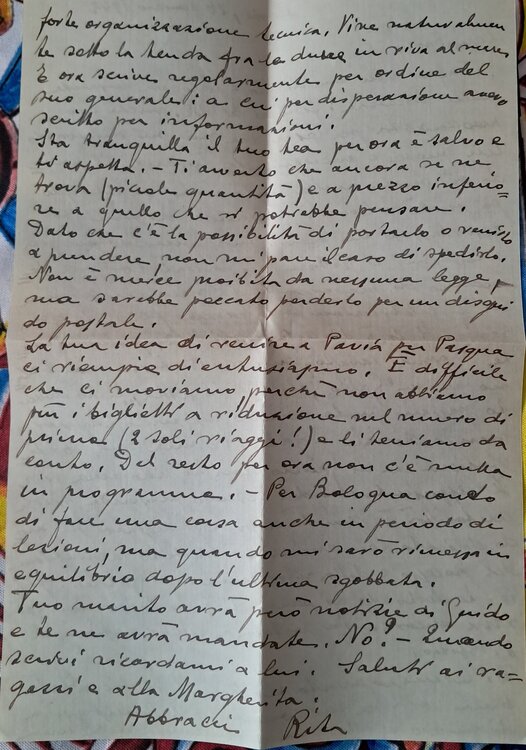 forte organizzazione tecnica. Vive naturalmen
te sotto la tenda fra le dune in riva al mare
E ora scrive regolarmente per ordine del
suo generale: a cui per disperazione avevo
scritto per informazioni.
Sta tranquilla il tuo tea per ora è salvo e
ti aspetta. - Ti avverto che ancora se ne
trova (piccole quantità) e a prezzo inferio-
re a quello che si potrebbe pensare.
Dato che c'è la possibilità di portarlo o venirlo
a prendere non mi pare il caso di spedirlo.
Non è merce proibita da nessuna legge,
ma sarebbe peccato perderlo per un disgui
do postale.
La tua idea di venire a Pavia per Pasqua
ci riempie di entusiasmo. È difficile
che ci moviamo perchè non abbiamo
più i biglietti a riduzione nel numero di
prima (2 soli viaggi!) e li teniamo da
conto. Del resto per ora non c'è nulla
in programma. - Per Bologna conto
di fare una corsa anche in periodo di
lezioni, ma quando mi sarò rimessa in
equilibrio dopo l'ultima sgobbata.
Tuo marito avrà però notizie di Guido
e te ne avrà mandate. No? - Quando
scrivi ricordami a lui. Saluti ai ra-
gazzi e alla Margherita.
Abbracci Rita